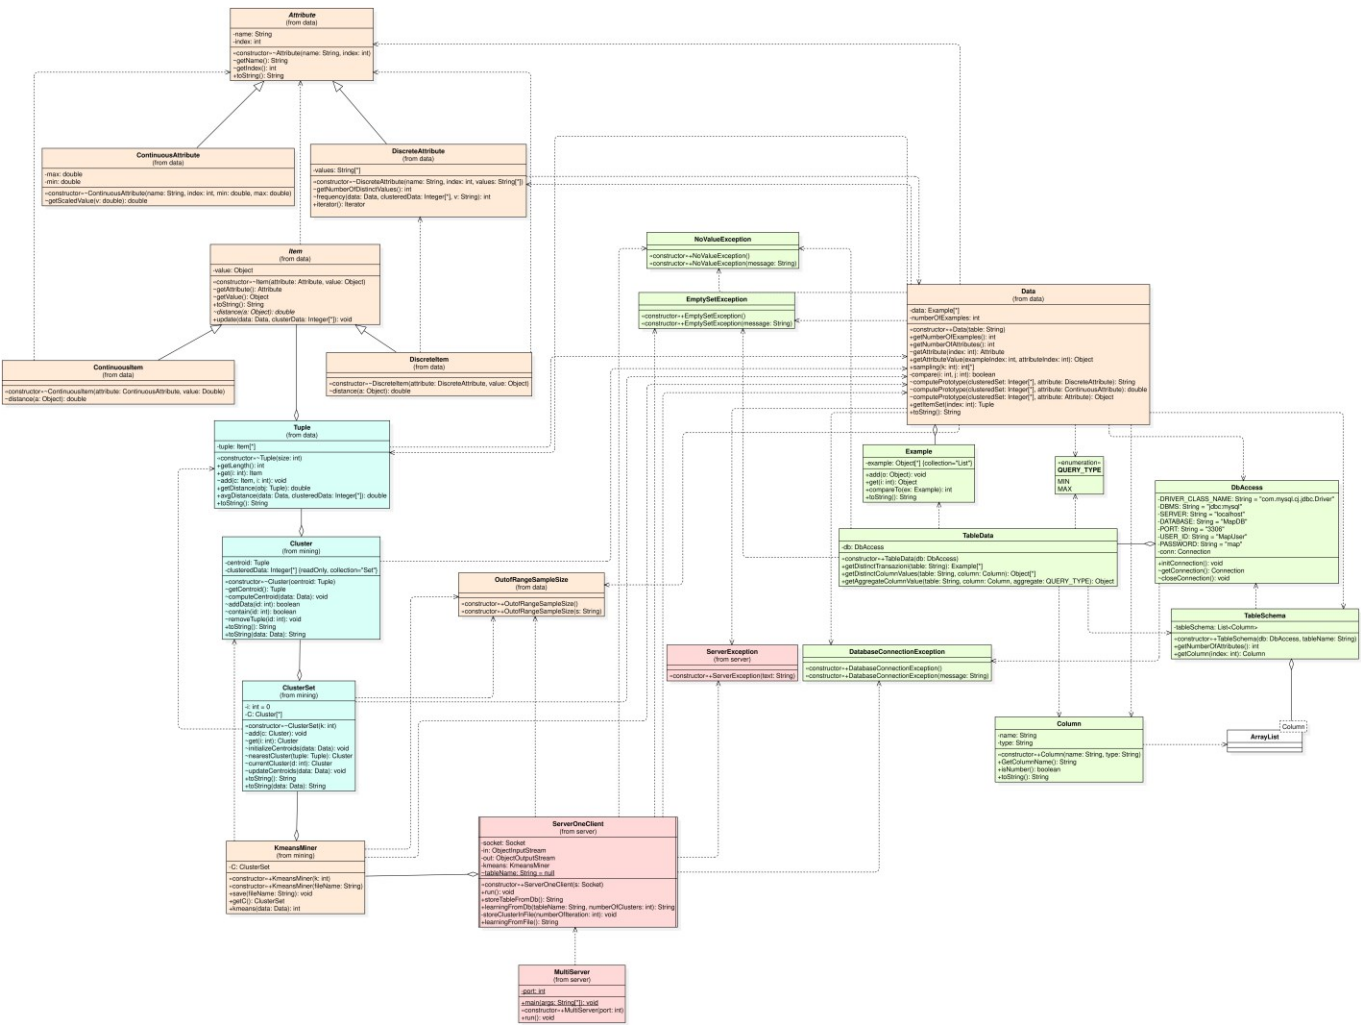 Attribute
(from data)
-name: String
-index: int
«constructor»~Attribute(name: String, index: int)
~getName(): String
~getIndex(): int
+toString(): String
ContinuousAttribute
(from data)
-max: double
-min: double
«constructor»~ContinuousAttribute(name: String, index: int, min: double, max: double)
~getScaledValue(v: double): double
DiscreteAttribute
(from data)
-values: String[*]
«constructor»~DiscreteAttribute(name: String, index: int, values: String[*])
~getNumberOfDistinctValues(): int
~frequency(data: Data, clusteredData: Integer[*], v: String): int
+iterator(): Iterator
Item
(from data)
-value: Object
«constructor»~Item(attribute: Attribute, value: Object)
~getAttribute(): Attribute
~getValue(): Object
+toString(): String
~distance(a: Object): double
+update(data: Data, clusterData: Integer[*]): void
NoValueException
«constructor»+NoValueException()
«constructor»+NoValueException(message: String)
EmptySetException
«constructor»+EmptySetException()
«constructor»+EmptySetException(message: String)
Data
(from data)
-data: Example[*]
-numberOfExamples: int
«constructor»+Data(table: String)
+getNumberOfExamples(): int
+getNumberOfAttributes(): int
~getAttribute(index: int): Attribute
+getAttributeValue(exampleIndex: int, attributeIndex: int): Object
+sampling(k: int): int[*]
-compare(i: int, j: int): boolean
~computePrototype(clusteredSet: Integer[*], attribute: DiscreteAttribute): String
~computePrototype(clusteredSet: Integer[*], attribute: ContinuousAttribute): double
~computePrototype(clusteredSet: Integer[*], attribute: Attribute): Object
+getItemSet(index: int): Tuple
+toString(): String
ContinuousItem
«constructor»~ContinuousItem(attribute: ContinuousAttribute, value: Double)
~distance(a: Object): double
DiscreteItem
«constructor»~DiscreteItem(attribute: DiscreteAttribute, value: Object)
~distance(a: Object): double
Tuple
(from data)
-tuple: Item[*]
«constructor»~Tuple(size: int)
+getLength(): int
+get(i: int): Item
~add(c: Item, i: int): void
+getDistance(obj: Tuple): double
+avgDistance(data: Data, clusteredData: Integer[*]): double
+toString(): String
Example
-example: Object[*] {collection="List"}
+add(o: Object): void
+get(i: int): Object
+compareTo(ex: Example): int
+toString(): String
«enumeration»
QUERY_TYPE
MIN
MAX
DbAccess
-DRIVER_CLASS_NAME: String = "com.mysql.cj.jdbc.Driver"
-DBMS: String = "jdbc:mysql"
-SERVER: String = "localhost"
-DATABASE: String = "MapDB"
-PORT: String = "3306"
-USER_ID: String = "MapUser"
-PASSWORD: String = "map"
-conn: Connection
+initConnection(): void
~getConnection(): Connection
~closeConnection(): void
TableData
-db: DbAccess
«constructor»+TableData(db: DbAccess)
+getDistinctTransazioni(table: String): Example[*]
+getDistinctColumnValues(table: String, column: Column): Object[*]
+getAggregateColumnValue(table: String, column: Column, aggregate: QUERY_TYPE): Object
Cluster
(from mining)
-centroid: Tuple
-clusteredData: Integer[*] {readOnly, collection="Set"}
«constructor»~Cluster(centroid: Tuple)
~getCentroid(): Tuple
~computeCentroid(data: Data): void
~addData(id: int): boolean
~contain(id: int): boolean
~removeTuple(id: int): void
+toString(): String
+toString(data: Data): String
OutofRangeSampleSize
(from data)
«constructor»+OutofRangeSampleSize()
«constructor»+OutofRangeSampleSize(s: String)
TableSchema
-tableSchema: List<Column>
«constructor»+TableSchema(db: DbAccess, tableName: String)
+getNumberOfAttributes(): int
+getColumn(index: int): Column
ServerException
(from server)
«constructor»+ServerException(text: String)
DatabaseConnectionException
«constructor»+DatabaseConnectionException()
«constructor»+DatabaseConnectionException(message: String)
ClusterSet
(from mining)
-i: int = 0
-C: Cluster[*]
«constructor»~ClusterSet(k: int)
~add(c: Cluster): void
~get(i: int): Cluster
~initializeCentroids(data: Data): void
~nearestCluster(tuple: Tuple): Cluster
~currentCluster(d: int): Cluster
~updateCentroids(data: Data): void
+toString(): String
+toString(data: Data): String
Column
-name: String
-type: String
«constructor»+Column(name: String, type: String)
+GetColumnName(): String
+isNumber(): boolean
+toString(): String
Column
ArrayList
KmeansMiner
(from mining)
-C: ClusterSet
«constructor»+KmeansMiner(k: int)
«constructor»+KmeansMiner(fileName: String)
+save(fileName: String): void
+getC(): ClusterSet
+kmeans(data: Data): int
ServerOneClient
(from server)
-socket: Socket
-in: ObjectInputStream
-out: ObjectOutputStream
-kmeans: KmeansMiner
-tableName: String = null
«constructor»+ServerOneClient(s: Socket)
+run(): void
+storeTableFromDb(): String
+learningFromDb(tableName: String, numberOfClusters: int): String
-storeClusterInFile(numberOfIteration: int): void
+learningFromFile(): String
MultiServer
(from server)
-port: int
+main(args: String[*]): void
«constructor»+MultiServer(port: int)
+run(): void